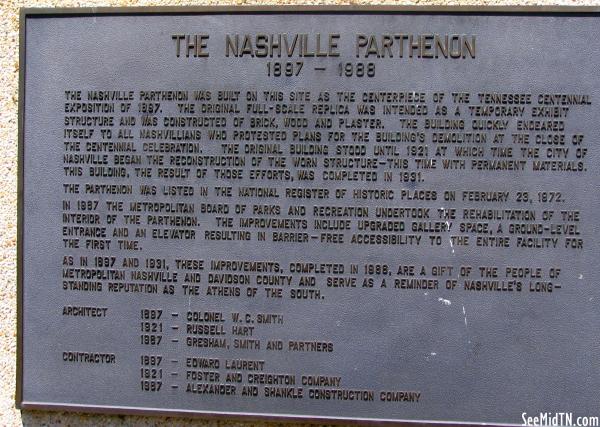 THE NASHVILLE PARTHENON
1897 – 1988
THE NASHVILLE PARTHENON WAS BUILT ON THIS SITE AS THE CENTERPIECE OF THE TENNESSEE CENTENNIAL
EXPOSITION OF 1897. THE ORIGINAL FULL-SCALE REPLICA WAS INTENDED AS A TEMPORARY EXHIBIT
STRUCTURE AND WAS CONSTRUCTED OF BRICK, WOOD AND PLASTER. THE BUILDING QUICKLY ENDEARED
ITSELF TO ALL NASHVILLIANS WHO PROTESTED PLANS FOR THE BUILDING'S DEMOLITION AT THE CLOSE OF
THE CENTENNIAL CELEBRATION. THE ORIGINAL BUILDING STOOD UNTIL 1921 AT WHICH TIME THE CITY OF
NASHVILLE BEGAN THE RECONSTRUCTION OF THE WORN STRUCTURE—THIS TIME WITH PERMANENT MATERIALS.
THIS BUILDING, THE RESULT OF THOSE EFFORTS, WAS COMPLETED IN 1931.
THE PARTHENON WAS LISTED IN THE NATIONAL REGISTER OF HISTORIC PLACES ON FEBRUARY 23, 1972.
IN 1987 THE METROPOLITAN BOARD OF PARKS AND RECREATION UNDERTOOK THE REHABILITATION OF THE
INTERIOR OF THE PARTHENON. THE IMPROVEMENTS INCLUDE UPGRADED GALLERY SPACE, A GROUND-LEVEL
ENTRANCE AND AN ELEVATOR RESULTING IN BARRIER-FREE ACCESSIBILITY TO THE ENTIRE FACILITY FOR
THE FIRST TIME.
AS IN 1897 AND 1931, THESE IMPROVEMENTS, COMPLETED IN 1988, ARE A GIFT OF THE PEOPLE OF
METROPOLITAN NASHVILLE AND DAVIDSON COUNTY AND SERVE AS A REMINDER OF NASHVILLE'S LONG-
STANDING REPUTATION AS THE ATHENS OF THE SOUTH.
ARCHITECT 1897 – COLONEL W. C. SMITH
1921 – RUSSELL HART
1987 – GRESHAM, SMITH AND PARTNERS
CONTRACTOR 1897 – EDWARD LAURENT
1921 – FOSTER AND CREIGHTON COMPANY
1987 – ALEXANDER AND SHANKLE CONSTRUCTION COMPANY
SeeMidTN.com